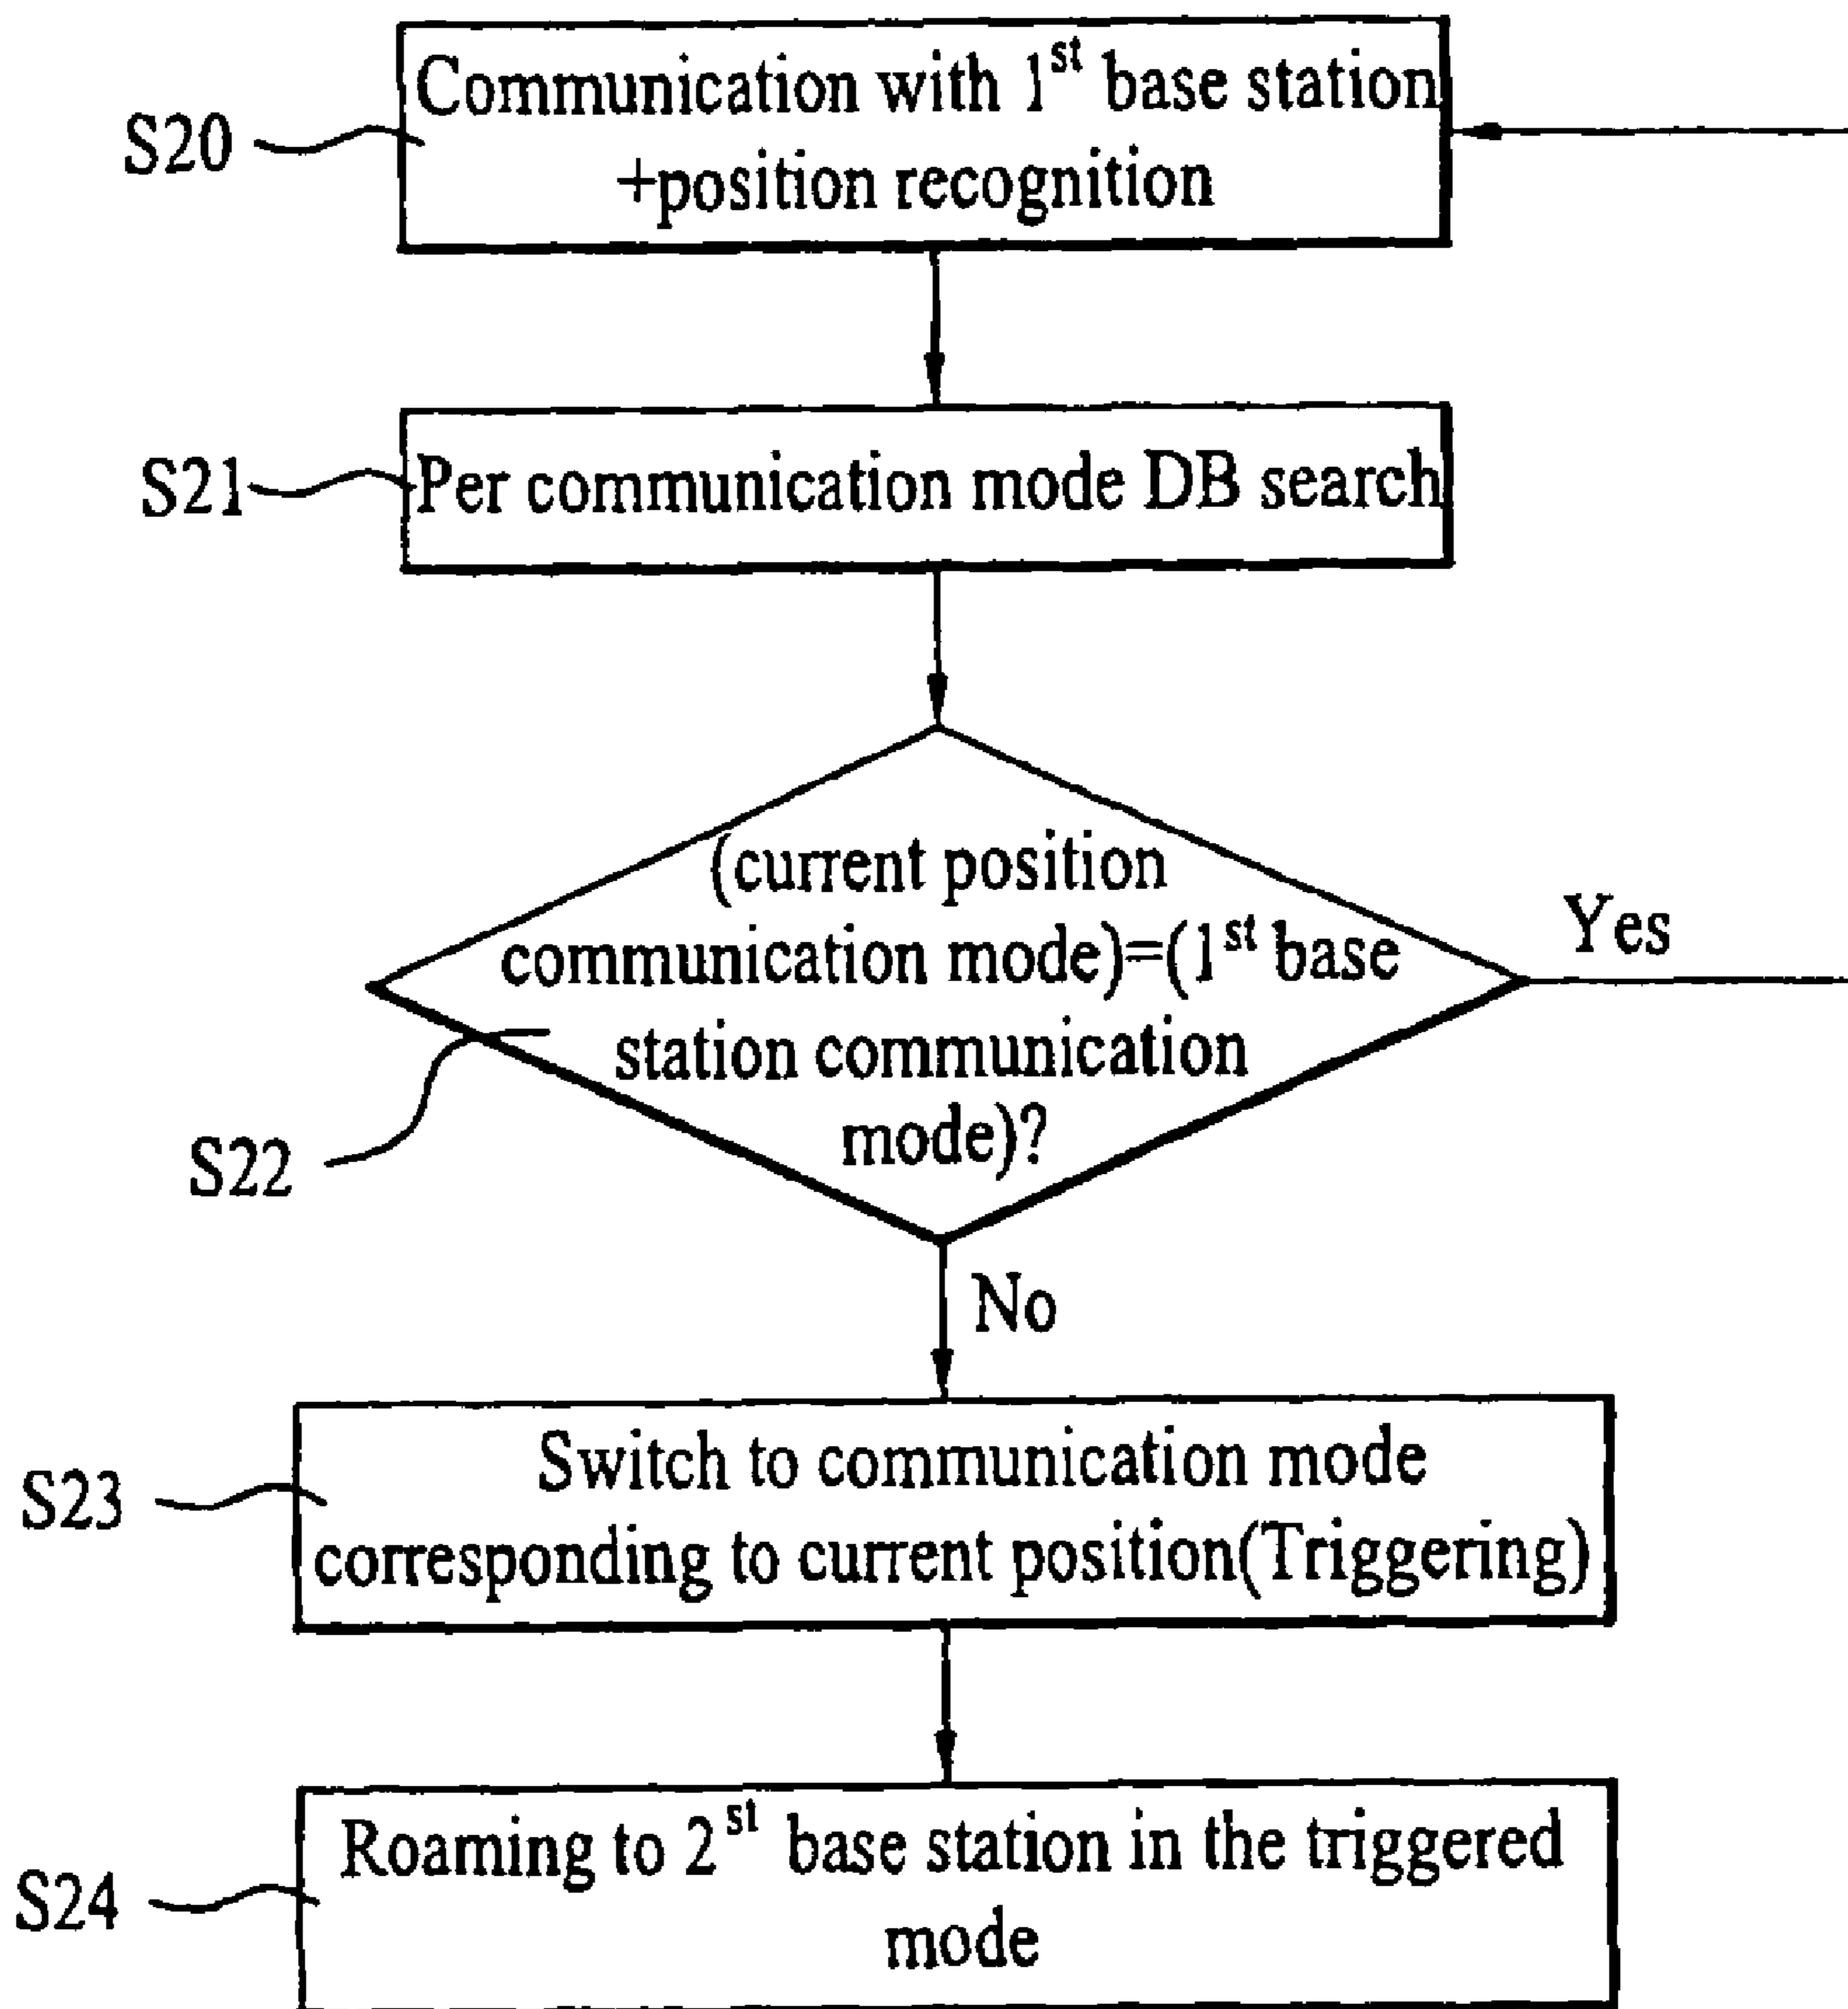 Communication with 1st base station
+position recognition
S20
Per communication mode DB search
S21
(current position
communication mode)=(1st base
station communication
mode)?
S22
Yes
No
Switch to communication mode
corresponding to current position(Triggering)
S23
Roaming to 2st base station in the triggered
mode
S24